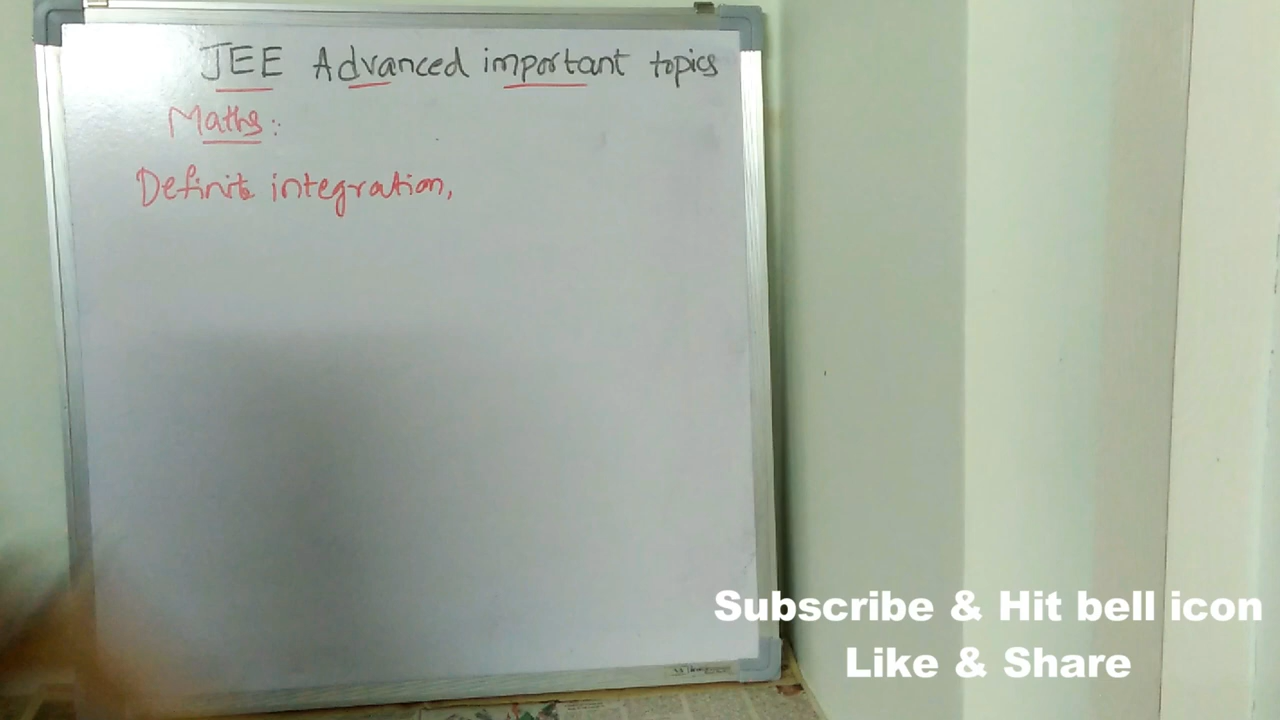 JEE Advanced important topics
Maths:
Definite integration,
Subscribe & Hit bell icon
Like & Share